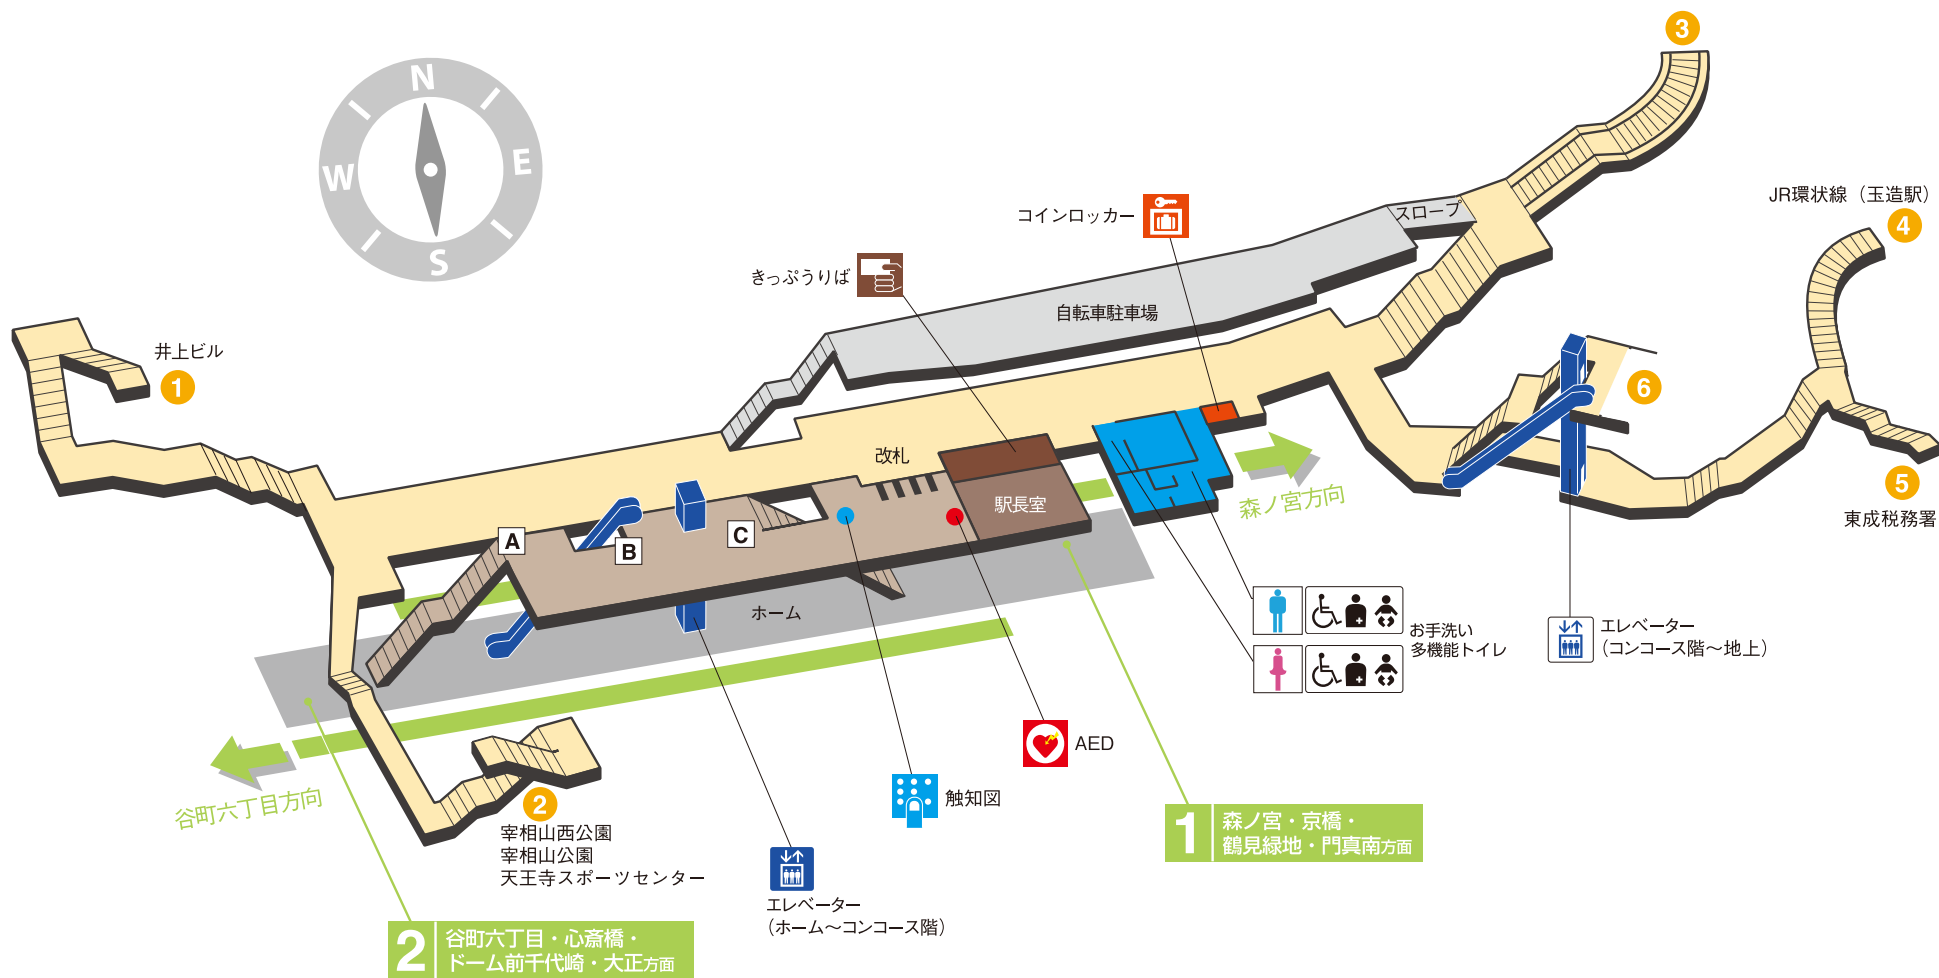 N
E
S
W
3
JR環状線（玉造駅）
4
コインロッカー
スロープ
きっぷうりば
自転車駐車場
井上ビル
1
6
改札
駅長室
森ノ宮方向
5
東成税務署
A
B
C
ホーム
お手洗い
多機能トイレ
エレベーター
（コンコース階～地上）
谷町六丁目方向
2
宰相山西公園
宰相山公園
天王寺スポーツセンター
AED
触知図
エレベーター
（ホーム～コンコース階）
1
森ノ宮・京橋・
鶴見緑地・門真南方面
2
谷町六丁目・心斎橋・
ドーム前千代崎・大正方面